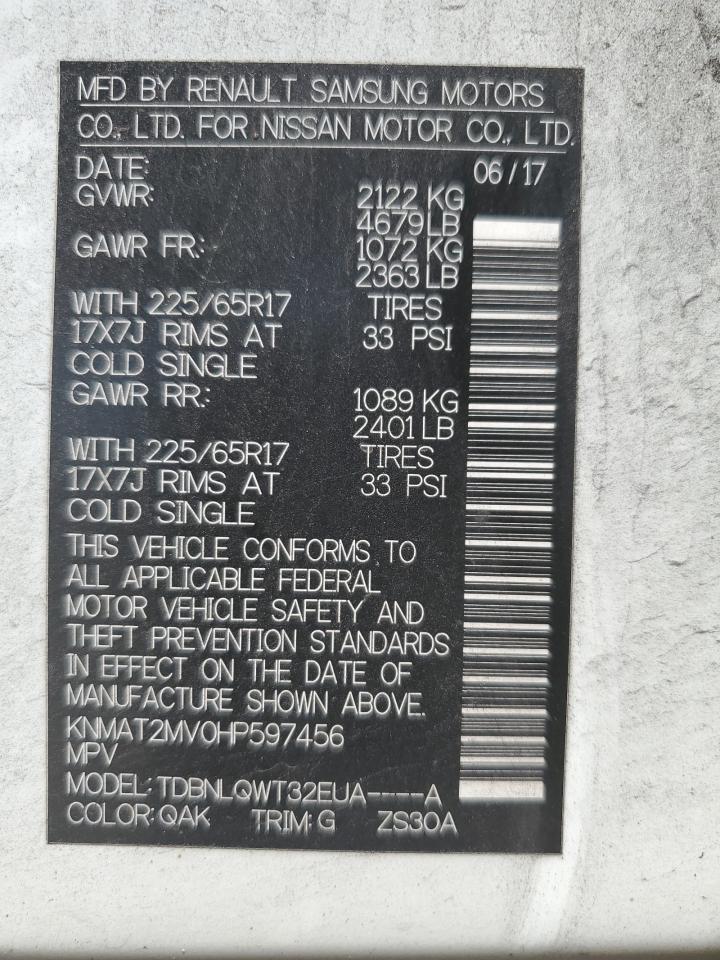 MFD BY RENAULT SAMSUNG MOTORS
CO., LTD. FOR NISSAN MOTOR CO., LTD.
DATE: 06/17
GVWR: 2122 KG
4679LB
GAWR FR.: 1072 KG
2363LB
WITH 225/65R17 TIRES
17X7J RIMS AT 33 PSI
COLD SINGLE
GAWR RR.: 1089 KG
2401LB
WITH 225/65R17 TIRES
17X7J RIMS AT 33 PSI
COLD SINGLE
THIS VEHICLE CONFORMS TO
ALL APPLICABLE FEDERAL
MOTOR VEHICLE SAFETY AND
THEFT PREVENTION STANDARDS
IN EFFECT ON THE DATE OF
MANUFACTURE SHOWN ABOVE.
KNMAT2MV0HP597456
MPV
MODEL: TDBNLQWT32EUA----A
COLOR: QAK TRIM: G ZS30A